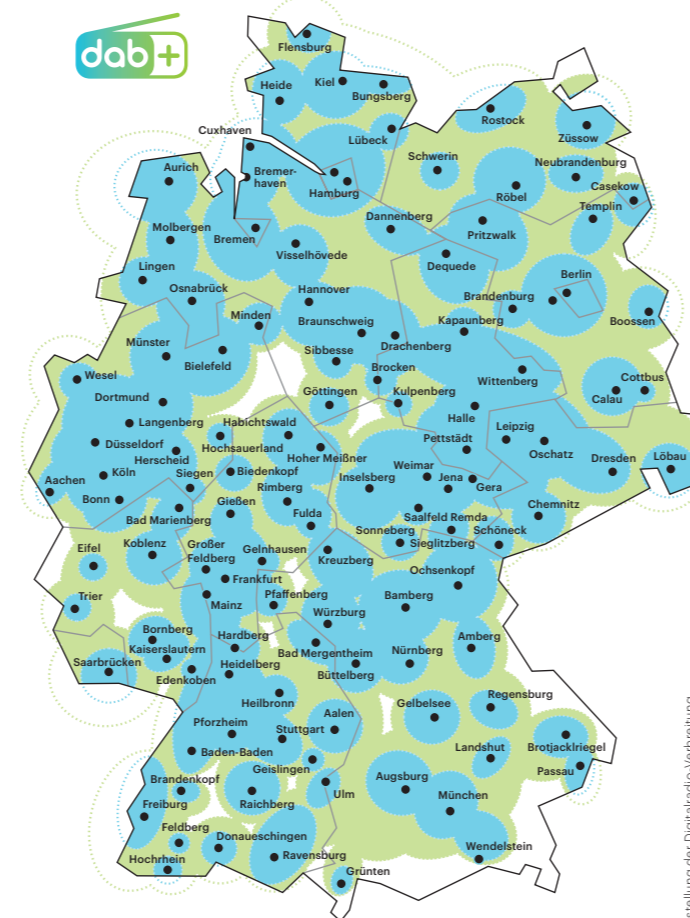 dab+
Flensburg
Kiel
Heide
Bungsberg
Rostock
Cuxhaven
Lübeck
Züssow
Schwerin
Neubrandenburg
Aurich
Bremer-
haven
Hamburg
Röbel
Casekow
Templin
Dannenberg
Molbergen
Bremen
Pritzwalk
Visselhövede
Lingen
Dequede
Berlin
Osnabrück
Hannover
Brandenburg
Minden
Braunschweig
Kapaunberg
Boossen
Münster
Drachenberg
Sibbesse
Bielefeld
Brocken
Wesel
Wittenberg
Cottbus
Dortmund
Göttingen
Kulpenberg
Calau
Langenberg
Habichtswald
Halle
Leipzig
Düsseldorf
Hochsauerland
Pettstädt
Oschatz
Herscheid
Hoher Meißner
Dresden
Löbau
Köln
Siegen
Biedenkopf
Weimar
Aachen
Inselsberg
Jena
Gera
Rimberg
Bonn
Gießen
Chemnitz
Bad Marienberg
Fulda
Saalfeld Remda
Sonneberg
Schöneck
Eifel
Koblenz
Großer
Feldberg
Gelnhausen
Sieglitzberg
Kreuzberg
Ochsenkopf
Frankfurt
Trier
Mainz
Pfaffenberg
Bamberg
Würzburg
Bornberg
Hardberg
Amberg
Kaiserslautern
Bad Mergentheim
Nürnberg
Saarbrücken
Heidelberg
Büttelberg
Edenkoben
Heilbronn
Gelbelsee
Regensburg
Pforzheim
Aalen
Stuttgart
Landshut
Brotjacklriegel
Baden-Baden
Geislingen
Passau
Brandenkopf
Augsburg
Ulm
München
Freiburg
Raichberg
Feldberg
Donaueschingen
Wendelstein
Hochrhein
Ravensburg
Grünten
stellung der Digitalradio-Verbreitung